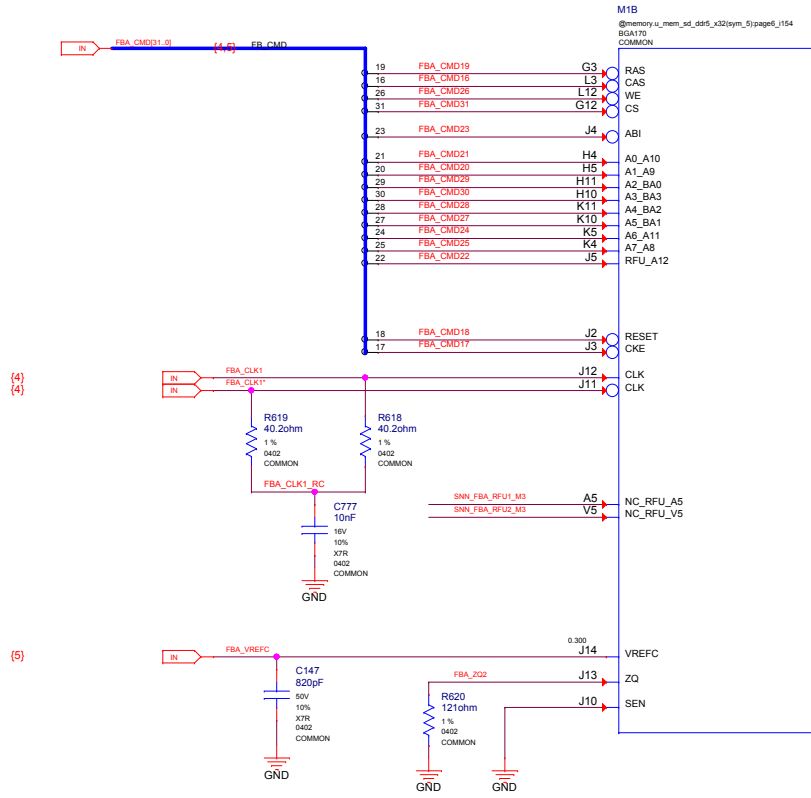 M1B
@memory.u_mem_sd_ddr5_x32(sym_5):page6_i154
BGA170
COMMON
IN FBA_CMD[31..0] {4,5} FB_CMD
19 FBA_CMD19 G3 RAS
16 FBA_CMD16 L3 CAS
26 FBA_CMD26 L12 WE
31 FBA_CMD31 G12 CS
23 FBA_CMD23 J4 ABI
21 FBA_CMD21 H4 A0_A10
20 FBA_CMD20 H5 A1_A9
29 FBA_CMD29 H11 A2_BA0
30 FBA_CMD30 H10 A3_BA3
28 FBA_CMD28 K11 A4_BA2
27 FBA_CMD27 K10 A5_BA1
24 FBA_CMD24 K5 A6_A11
25 FBA_CMD25 K4 A7_A8
22 FBA_CMD22 J5 RFU_A12
18 FBA_CMD18 J2 RESET
17 FBA_CMD17 J3 CKE
{4} IN FBA_CLK1 J12 CLK
{4} IN FBA_CLK1* J11 CLK
R619
40.2ohm
1 %
0402
COMMON
R618
40.2ohm
1 %
0402
COMMON
FBA_CLK1_RC
C777
10nF
16V
10%
X7R
0402
COMMON
GND
SNN_FBA_RFU1_M3 A5 NC_RFU_A5
SNN_FBA_RFU2_M3 V5 NC_RFU_V5
{5} IN FBA_VREFC 0.300 J14 VREFC
C147
820pF
50V
10%
X7R
0402
COMMON
GND
FBA_ZQ2 J13 ZQ
R620
121ohm
1 %
0402
COMMON
GND
J10 SEN
GND